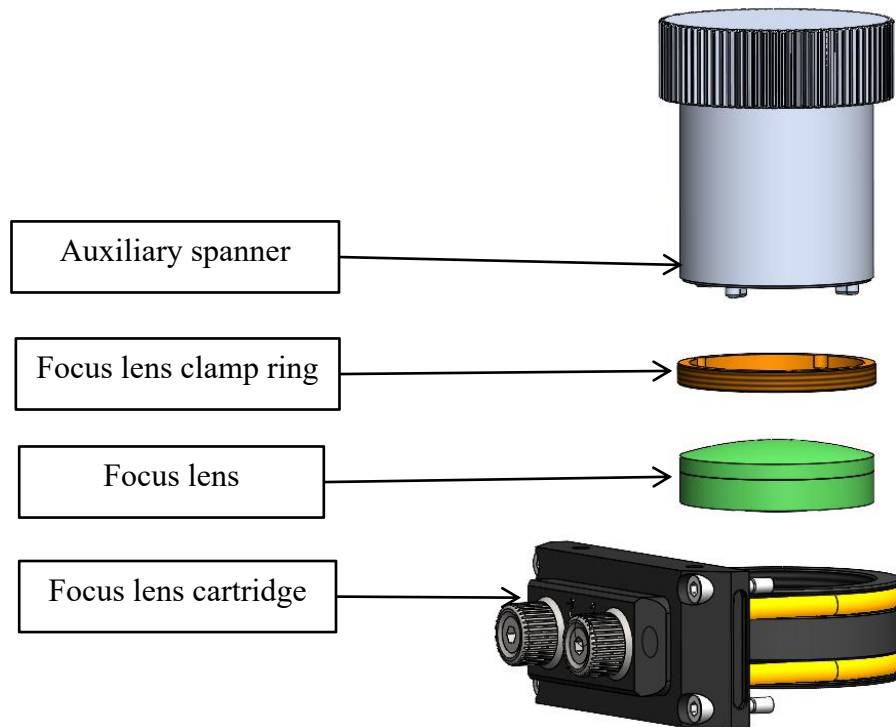 Auxiliary spanner
Focus lens clamp ring
Focus lens
Focus lens cartridge